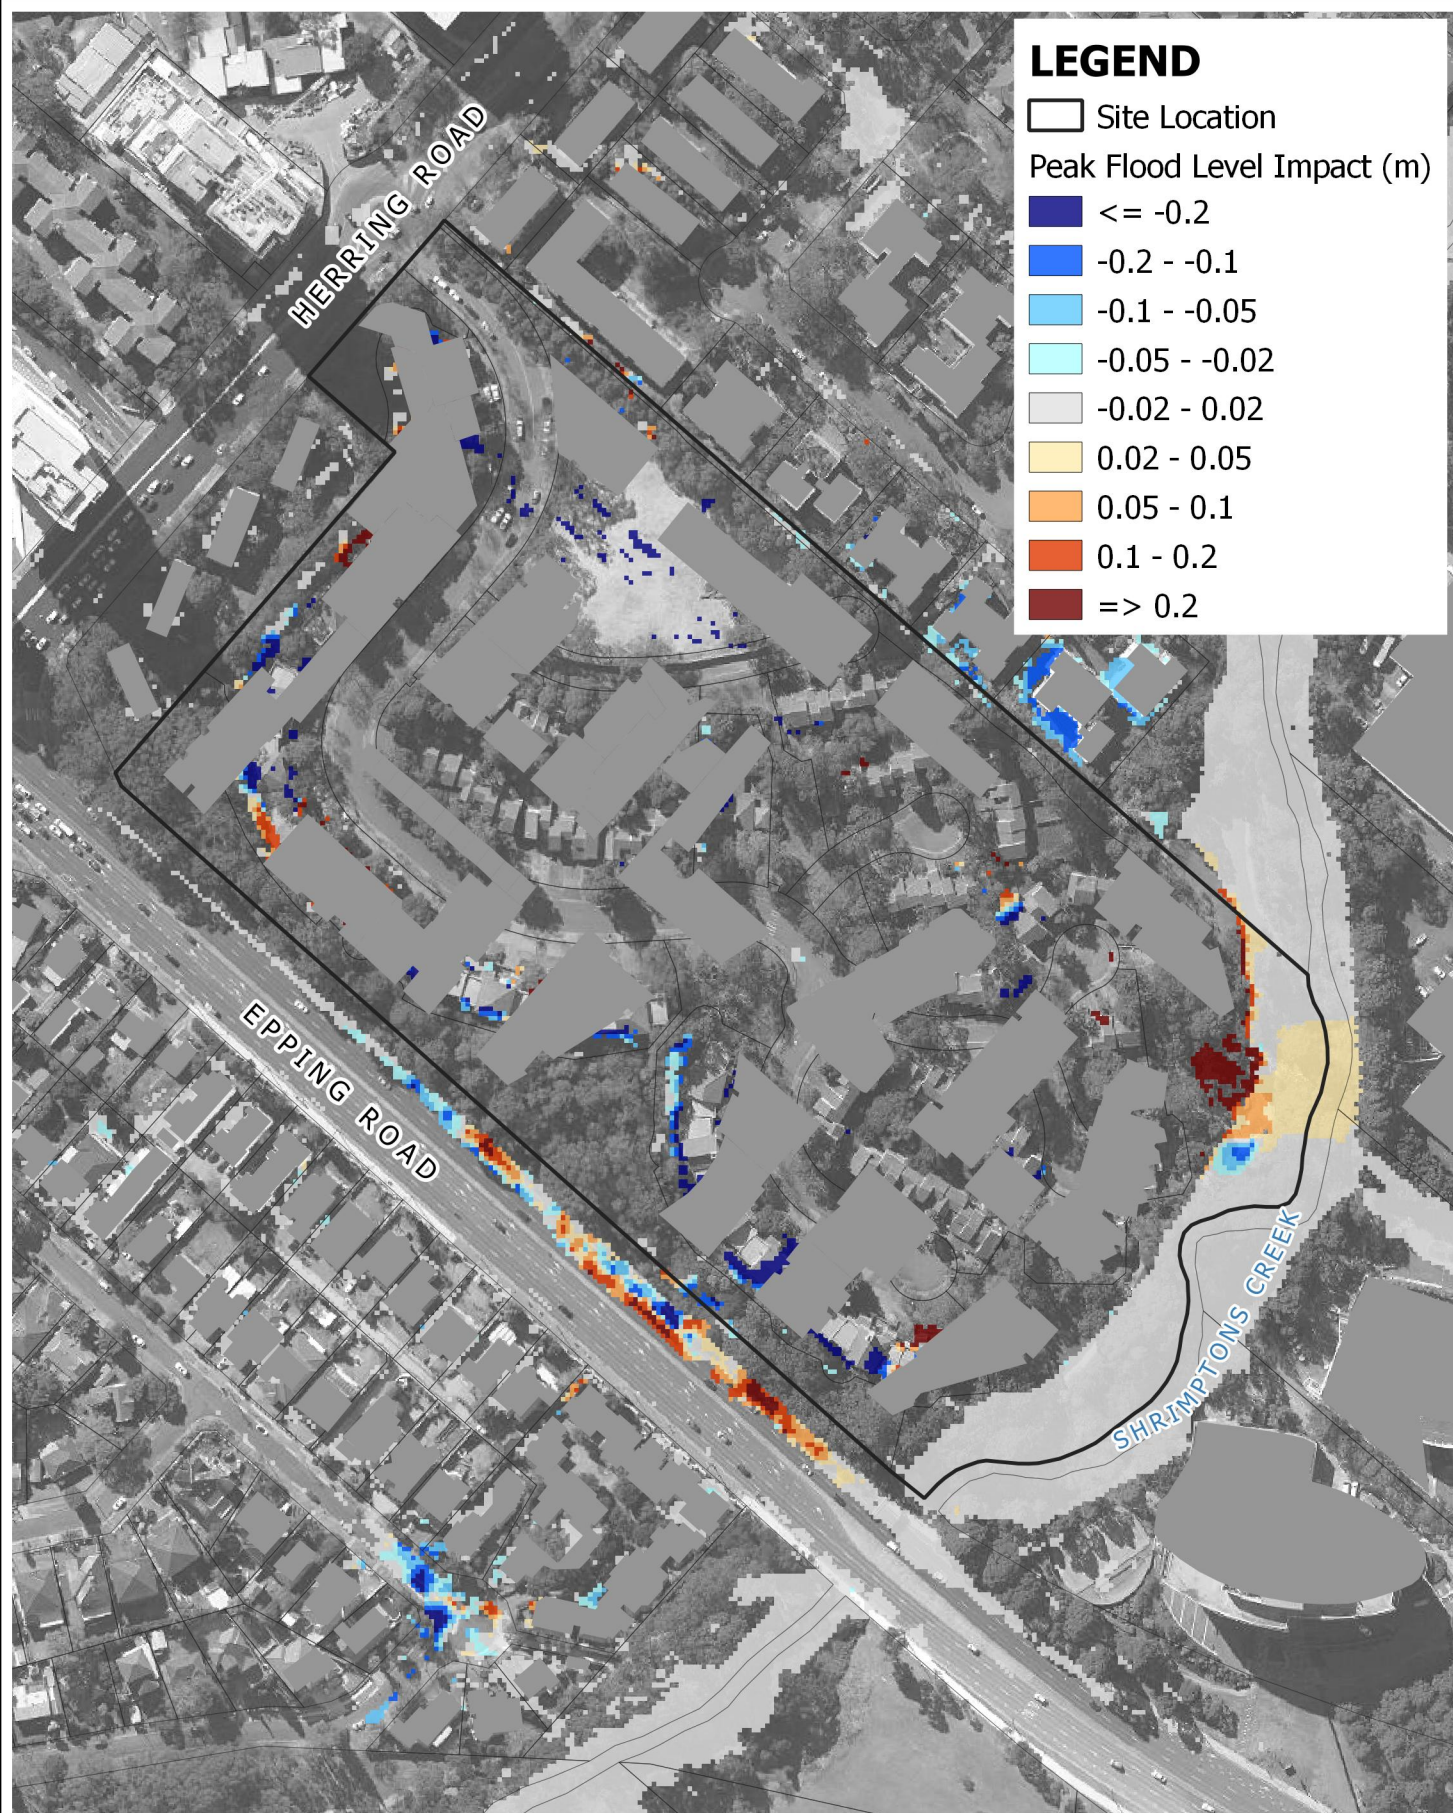 LEGEND
Site Location
Peak Flood Level Impact (m)
<= -0.2
-0.2 - -0.1
-0.1 - -0.05
-0.05 - -0.02
-0.02 - 0.02
0.02 - 0.05
0.05 - 0.1
0.1 - 0.2
=> 0.2
HERRING ROAD
EPPING ROAD
SHRIMPTONS CREEK